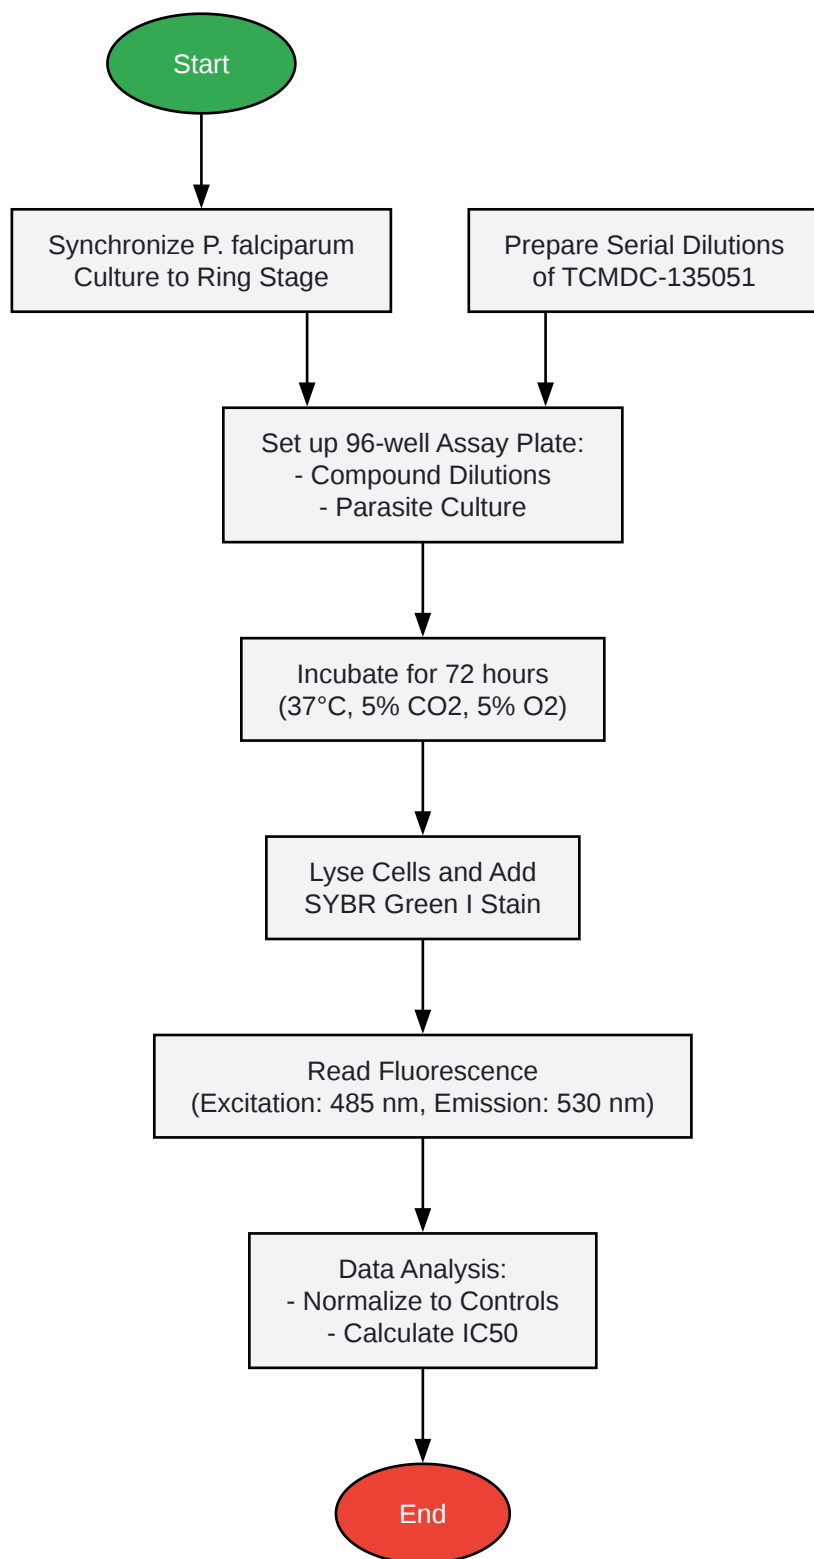 Start
Synchronize P. falciparum
Culture to Ring Stage
Prepare Serial Dilutions
of TCMDC-135051
Set up 96-well Assay Plate:
- Compound Dilutions
- Parasite Culture
Incubate for 72 hours
(37°C, 5% CO2, 5% O2)
Lyse Cells and Add
SYBR Green I Stain
Read Fluorescence
(Excitation: 485 nm, Emission: 530 nm)
Data Analysis:
- Normalize to Controls
- Calculate IC50
End